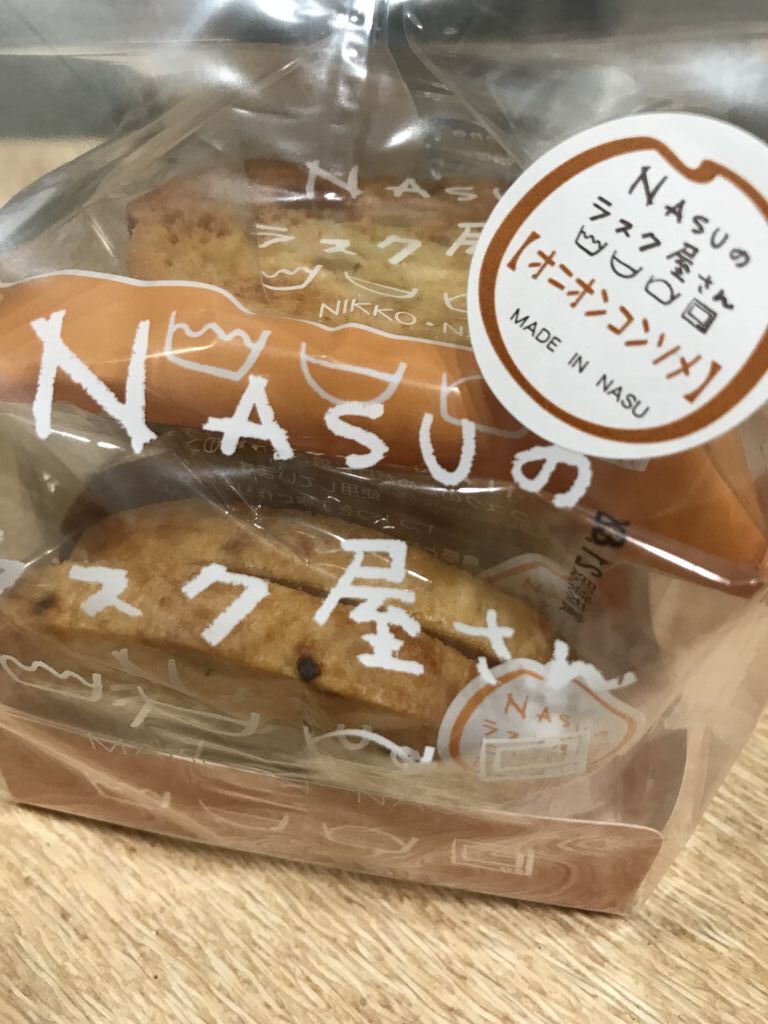 NASU
ラスク屋
NIKKO・N
NASUの
ラスク屋さん
【オニオンコンソメ】
MADE IN NASU
NASUの
ラスク屋さん
NAS